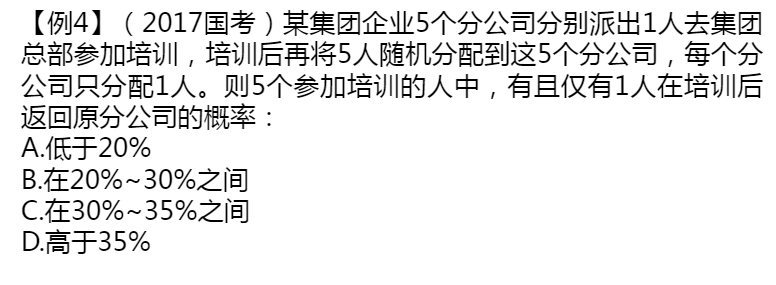 【例4】（2017国考）某集团企业5个分公司分别派出1人去集团
总部参加培训，培训后再将5人随机分配到这5个分公司，每个分
公司只分配1人。则5个参加培训的人中，有且仅有1人在培训后
返回原分公司的概率：
A.低于20%
B.在20%~30%之间
C.在30%~35%之间
D.高于35%